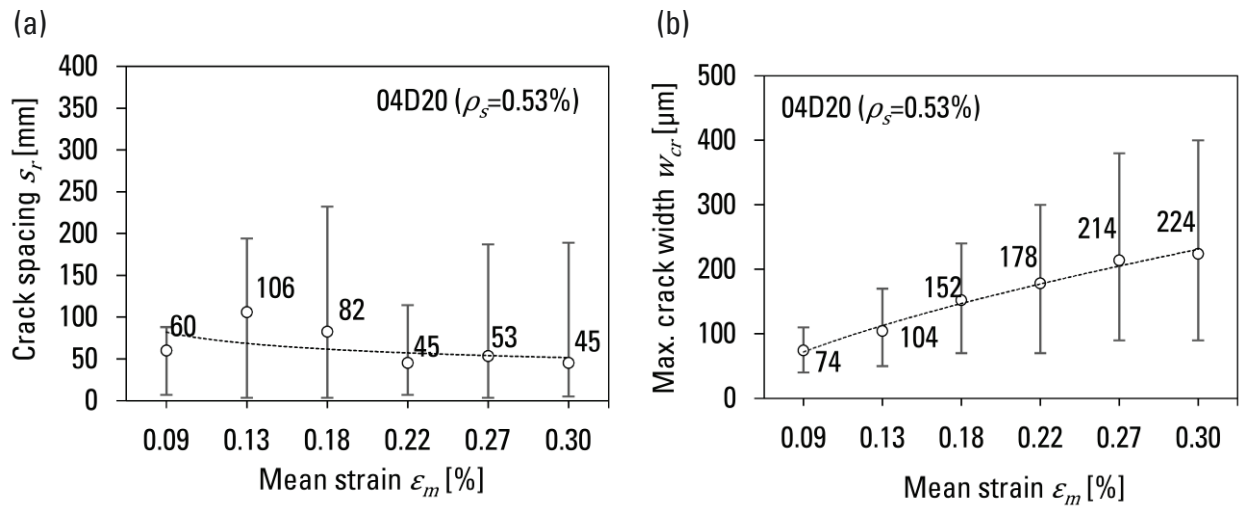 (a)
400
350
300
250
200
150
100
50
0
Crack spacing s_r [mm]
04D20 (ρ_s=0.53%)
60
106
82
45
53
45
0.09 0.13 0.18 0.22 0.27 0.30
Mean strain ε_m [%]
(b)
500
400
300
200
100
0
Max. crack width w_cr [µm]
04D20 (ρ_s=0.53%)
74
104
152
178
214
224
0.09 0.13 0.18 0.22 0.27 0.30
Mean strain ε_m [%]